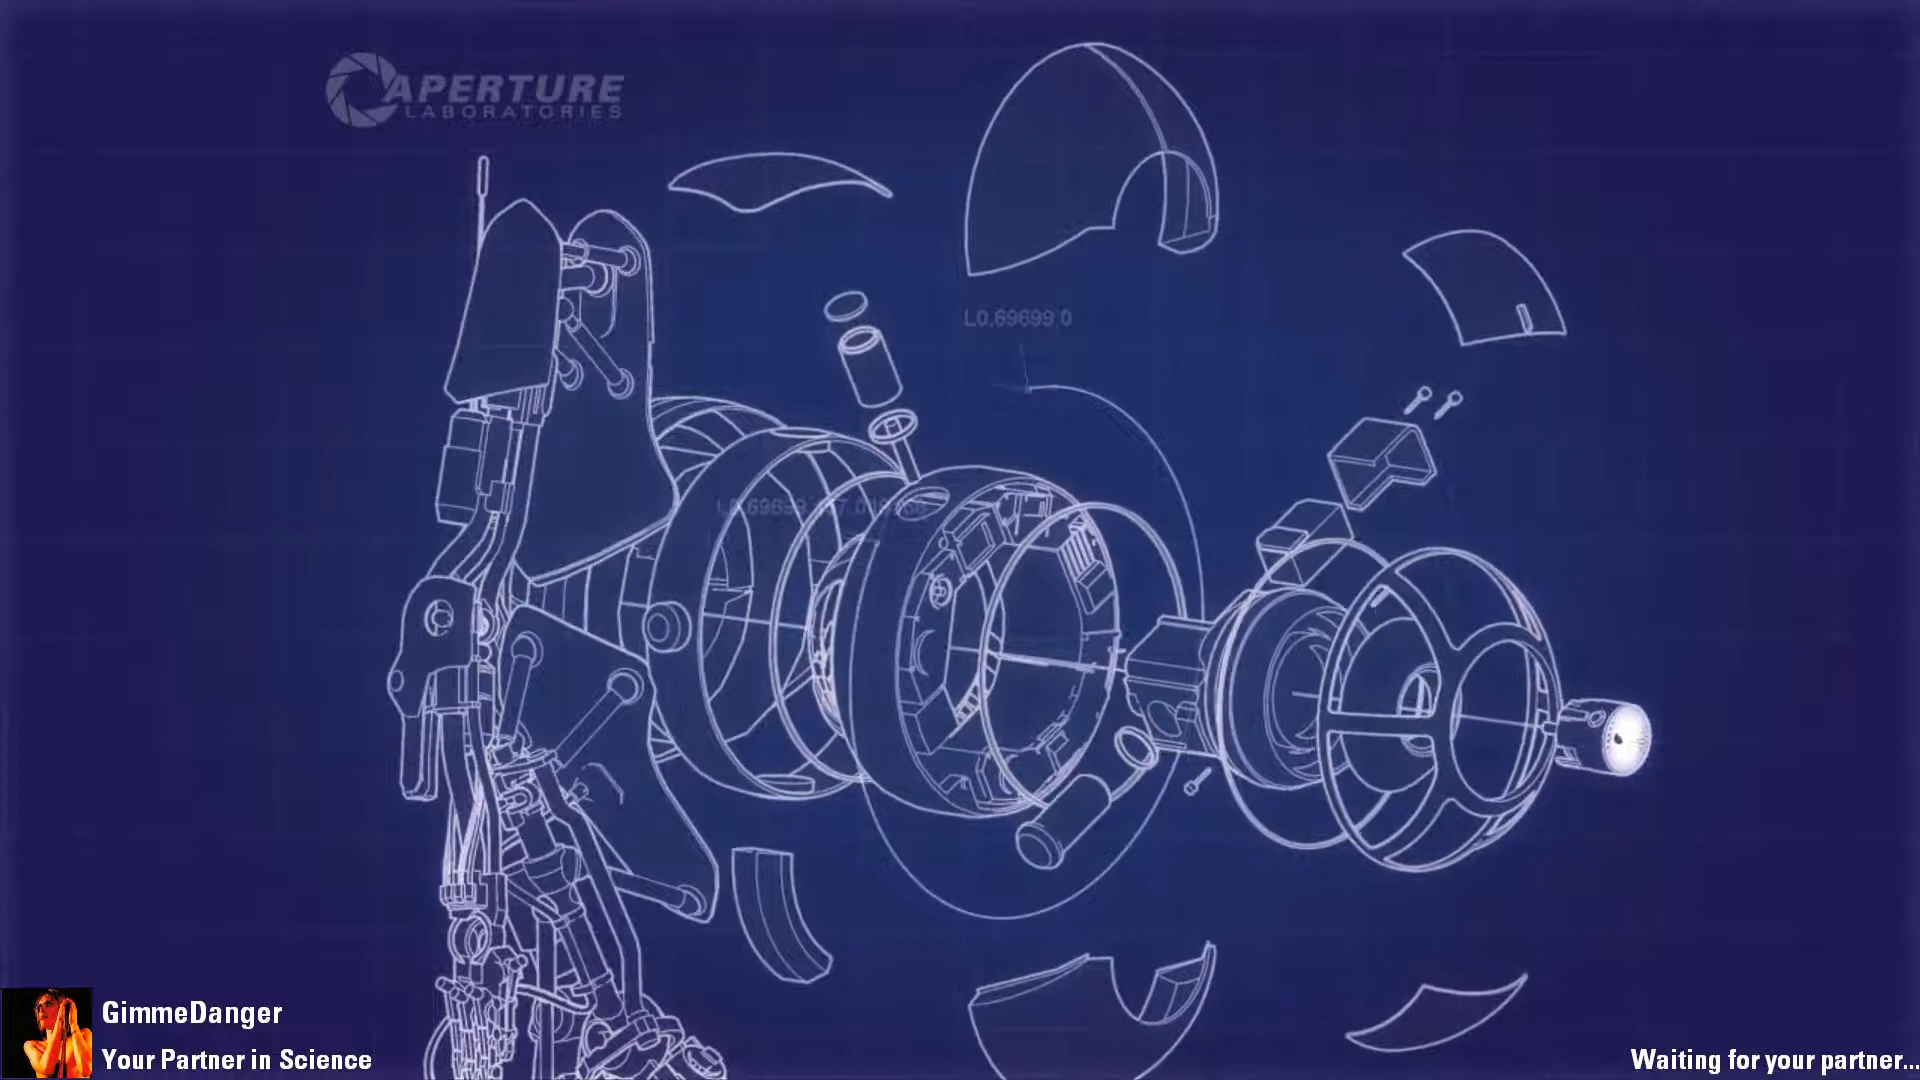 APERTURE
LABORATORIES
L0.69699 0
GimmeDanger
Your Partner in Science
Waiting for your partner...